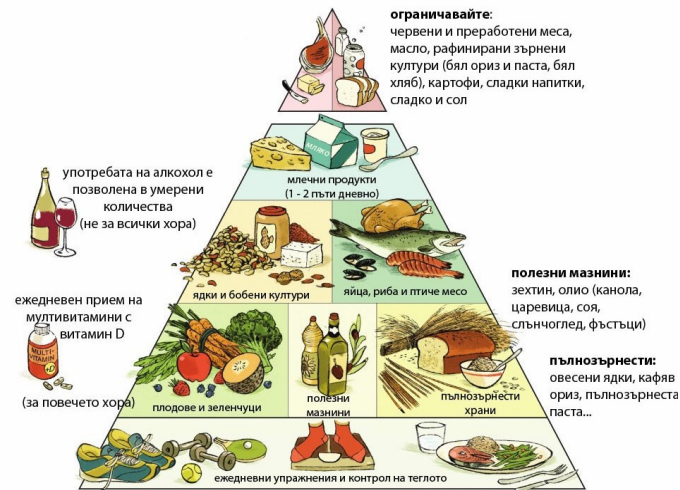 ограничавайте:
червени и преработени меса,
масло, рафинирани зърнени
култури (бял ориз и паста, бял
хляб), картофи, сладки напитки,
сладко и сол
МЛЯКО
млечни продукти
(1 - 2 пъти дневно)
употребата на алкохол е
позволена в умерени
количества
(не за всички хора)
ядки и бобени култури
яйца, риба и птиче месо
полезни мазнини:
зехтин, олио (канола,
царевица, соя,
слънчоглед, фъстъци)
ежедневен прием на
мултивитамини с
витамин D
MULTI-
VITAMIN
+D
(за повечето хора)
плодове и зеленчуци
полезни
мазнини
пълнозърнести
храни
пълнозърнести:
овесени ядки, кафяв
ориз, пълнозърнеста
паста...
ежедневни упражнения и контрол на теглото